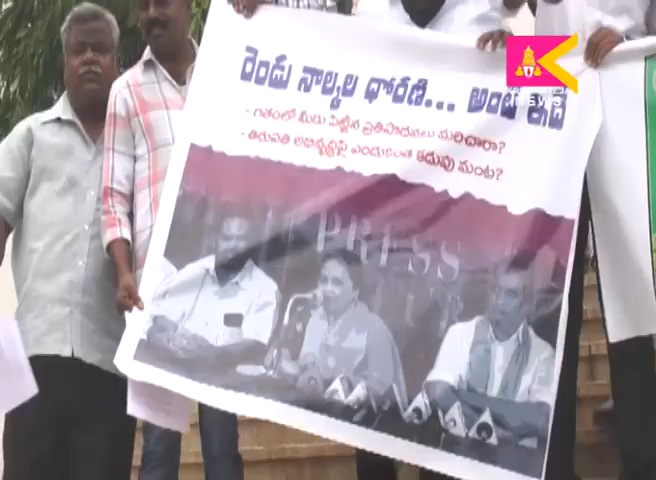 రెండు నాల్కల ధోరణి... అంటే ఇదే
- గతంలో మీరు పెట్టిన ప్రతిపాదనలు మరిచారా?
- తిరుపతి అభివృద్ధిపై ఎందుకంత కడుపు మంట?
PRESS
NEWS